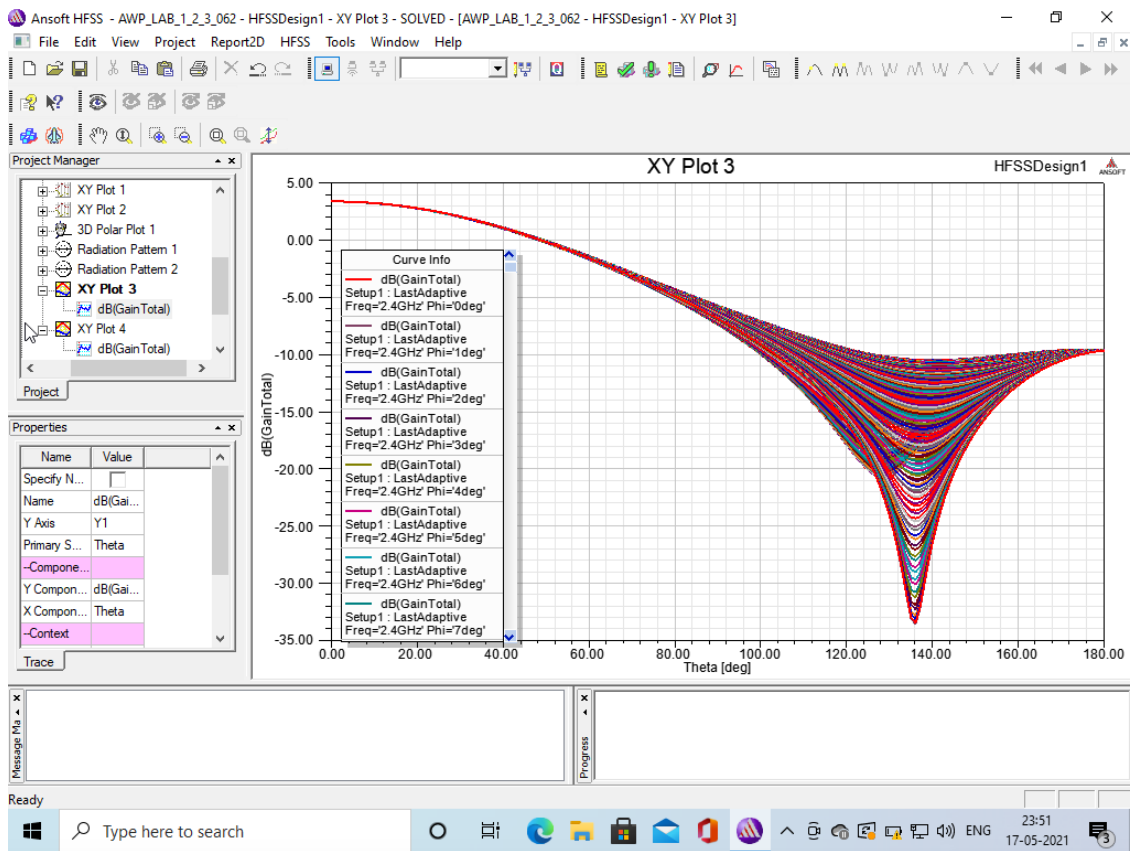 Ansoft HFSS - AWP_LAB_1_2_3_062 - HFSSDesign1 - XY Plot 3 - SOLVED - [AWP_LAB_1_2_3_062 - HFSSDesign1 - XY Plot 3]
File Edit View Project Report2D HFSS Tools Window Help
Project Manager
XY Plot 1
XY Plot 2
3D Polar Plot 1
Radiation Pattern 1
Radiation Pattern 2
XY Plot 3
dB(GainTotal)
XY Plot 4
dB(GainTotal)
Project
Properties
Name Value
Specify N...
Name dB(Gai...
Y Axis Y1
Primary S... Theta
--Compone...
Y Compon... dB(Gai...
X Compon... Theta
--Context
Trace
XY Plot 3
HFSSDesign1
ANSOFT
dB(GainTotal)
5.00
0.00
-5.00
-10.00
-15.00
-20.00
-25.00
-30.00
-35.00
Curve Info
dB(GainTotal)
Setup1 : LastAdaptive
Freq='2.4GHz' Phi='0deg'
dB(GainTotal)
Setup1 : LastAdaptive
Freq='2.4GHz' Phi='1deg'
dB(GainTotal)
Setup1 : LastAdaptive
Freq='2.4GHz' Phi='2deg'
dB(GainTotal)
Setup1 : LastAdaptive
Freq='2.4GHz' Phi='3deg'
dB(GainTotal)
Setup1 : LastAdaptive
Freq='2.4GHz' Phi='4deg'
dB(GainTotal)
Setup1 : LastAdaptive
Freq='2.4GHz' Phi='5deg'
dB(GainTotal)
Setup1 : LastAdaptive
Freq='2.4GHz' Phi='6deg'
dB(GainTotal)
Setup1 : LastAdaptive
Freq='2.4GHz' Phi='7deg'
0.00 20.00 40.00 60.00 80.00 100.00 120.00 140.00 160.00 180.00
Theta [deg]
Message Ma
Progress
Ready
Type here to search
ENG
23:51
17-05-2021
3